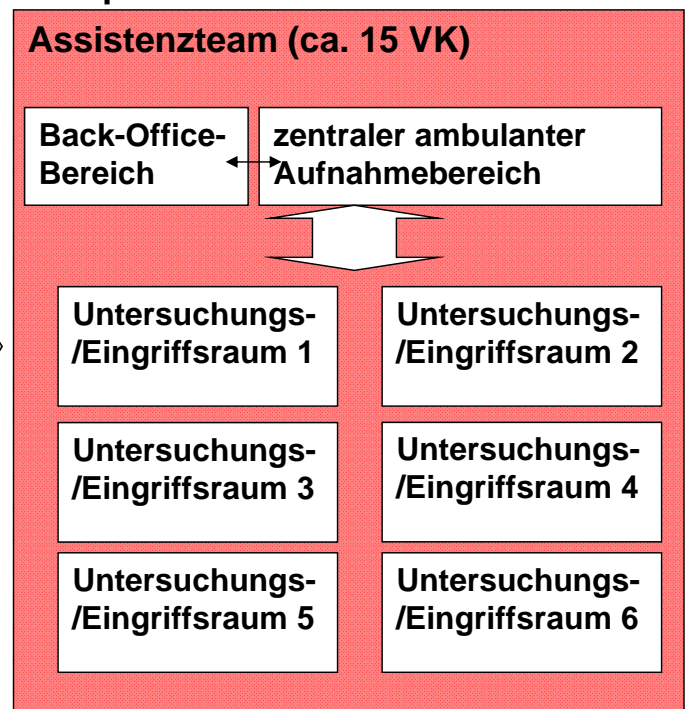 Assistenzteam (ca. 15 VK)
Back-Office-
Bereich
zentraler ambulanter
Aufnahmebereich
Untersuchungs-
/Eingriffsraum 1
Untersuchungs-
/Eingriffsraum 2
Untersuchungs-
/Eingriffsraum 3
Untersuchungs-
/Eingriffsraum 4
Untersuchungs-
/Eingriffsraum 5
Untersuchungs-
/Eingriffsraum 6